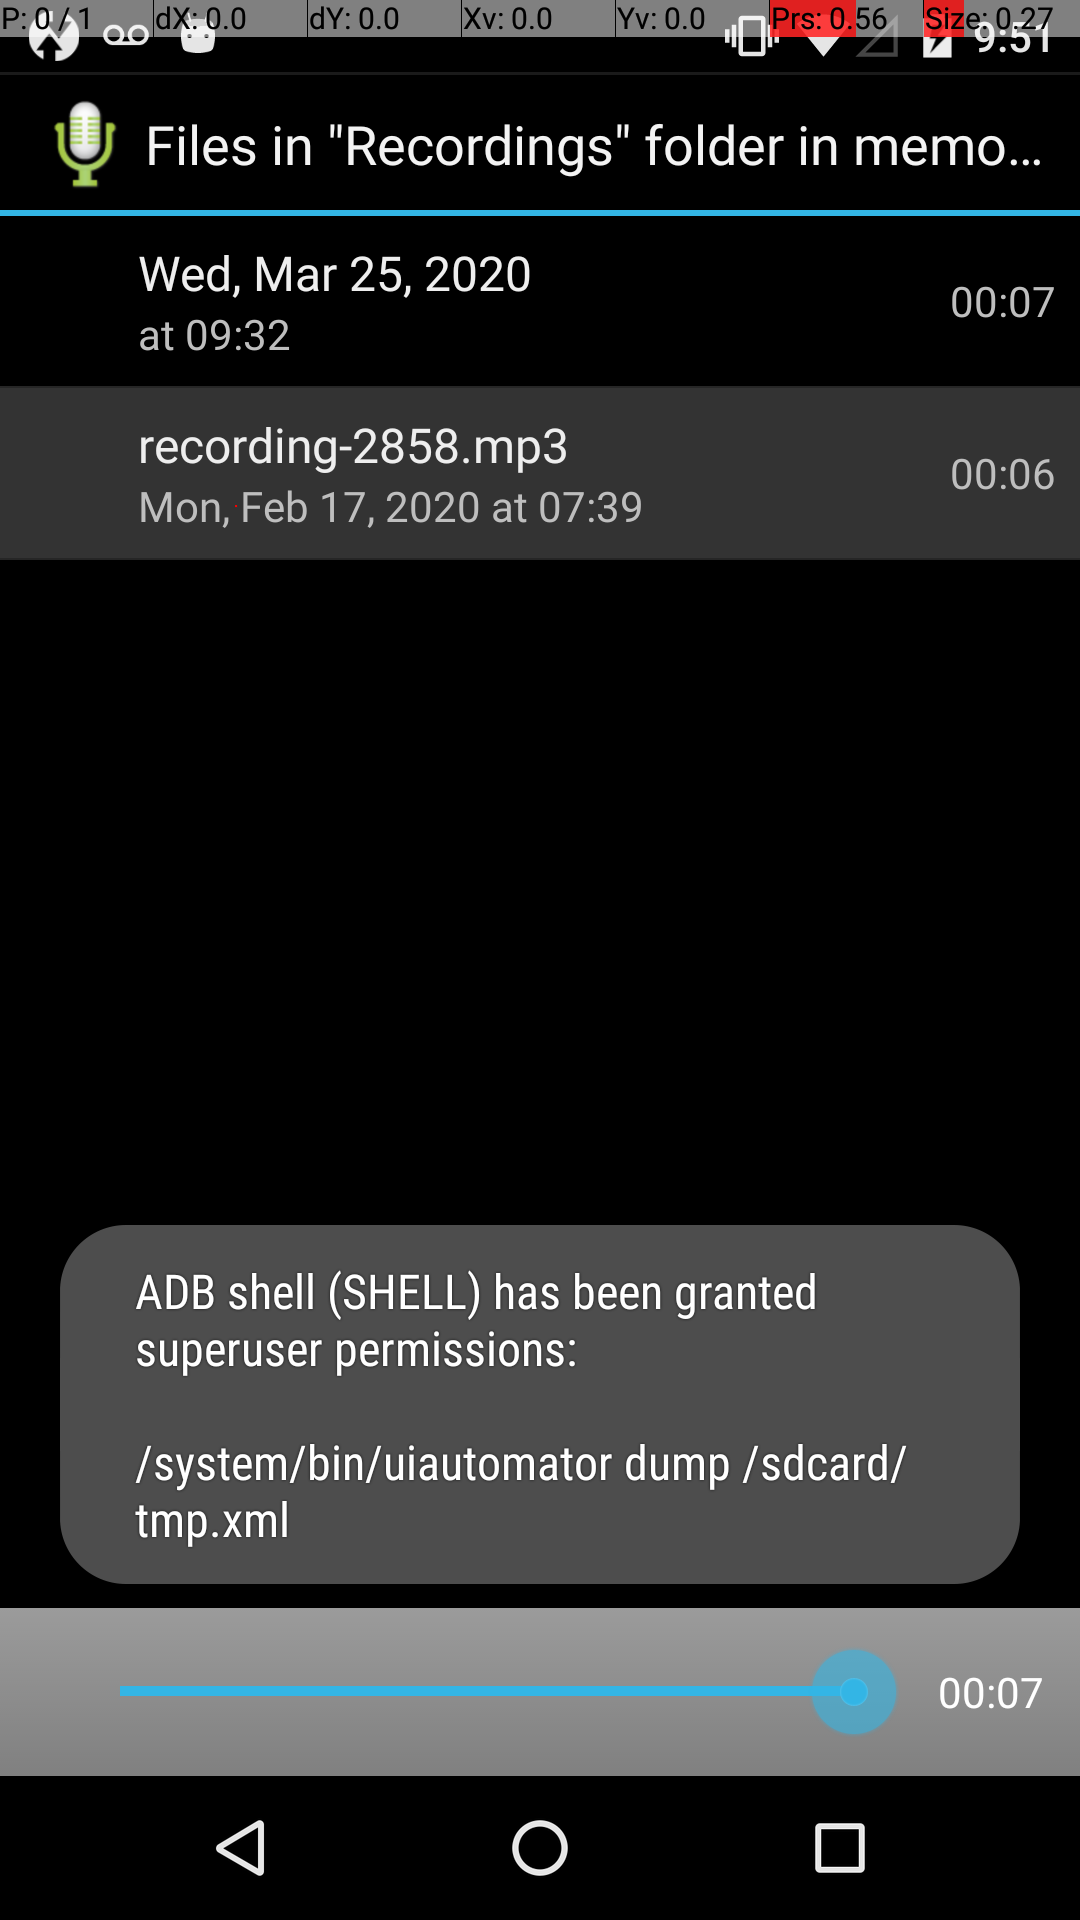 P: 0 / 1 dX: 0.0 dY: 0.0 Xv: 0.0 Yv: 0.0 Prs: 0.56 Size: 0.27
9:51
Files in "Recordings" folder in memo...
Wed, Mar 25, 2020
at 09:32
00:07
recording-2858.mp3
Mon, Feb 17, 2020 at 07:39
00:06
ADB shell (SHELL) has been granted
superuser permissions:
/system/bin/uiautomator dump /sdcard/
tmp.xml
00:07